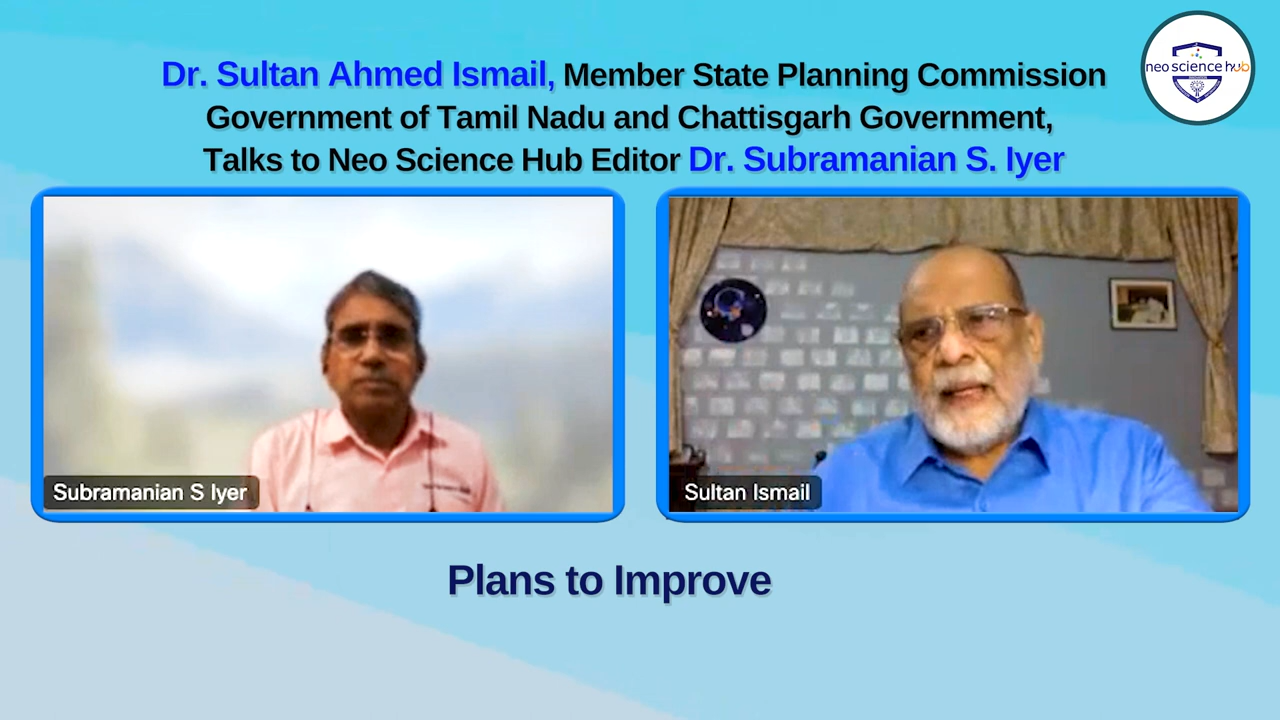 neo science hub
Dr. Sultan Ahmed Ismail, Member State Planning Commission
Government of Tamil Nadu and Chattisgarh Government,
Talks to Neo Science Hub Editor Dr. Subramanian S. Iyer
Subramanian S Iyer
Sultan Ismail
Plans to Improve